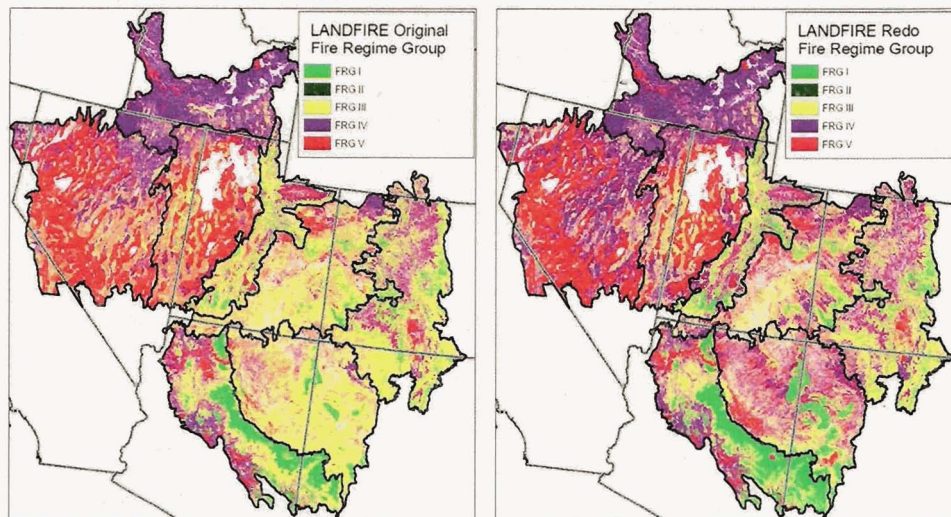 LANDFIRE Original
Fire Regime Group
FRG I
FRG II
FRG III
FRG IV
FRG V
LANDFIRE Redo
Fire Regime Group
FRG I
FRG II
FRG III
FRG IV
FRG V